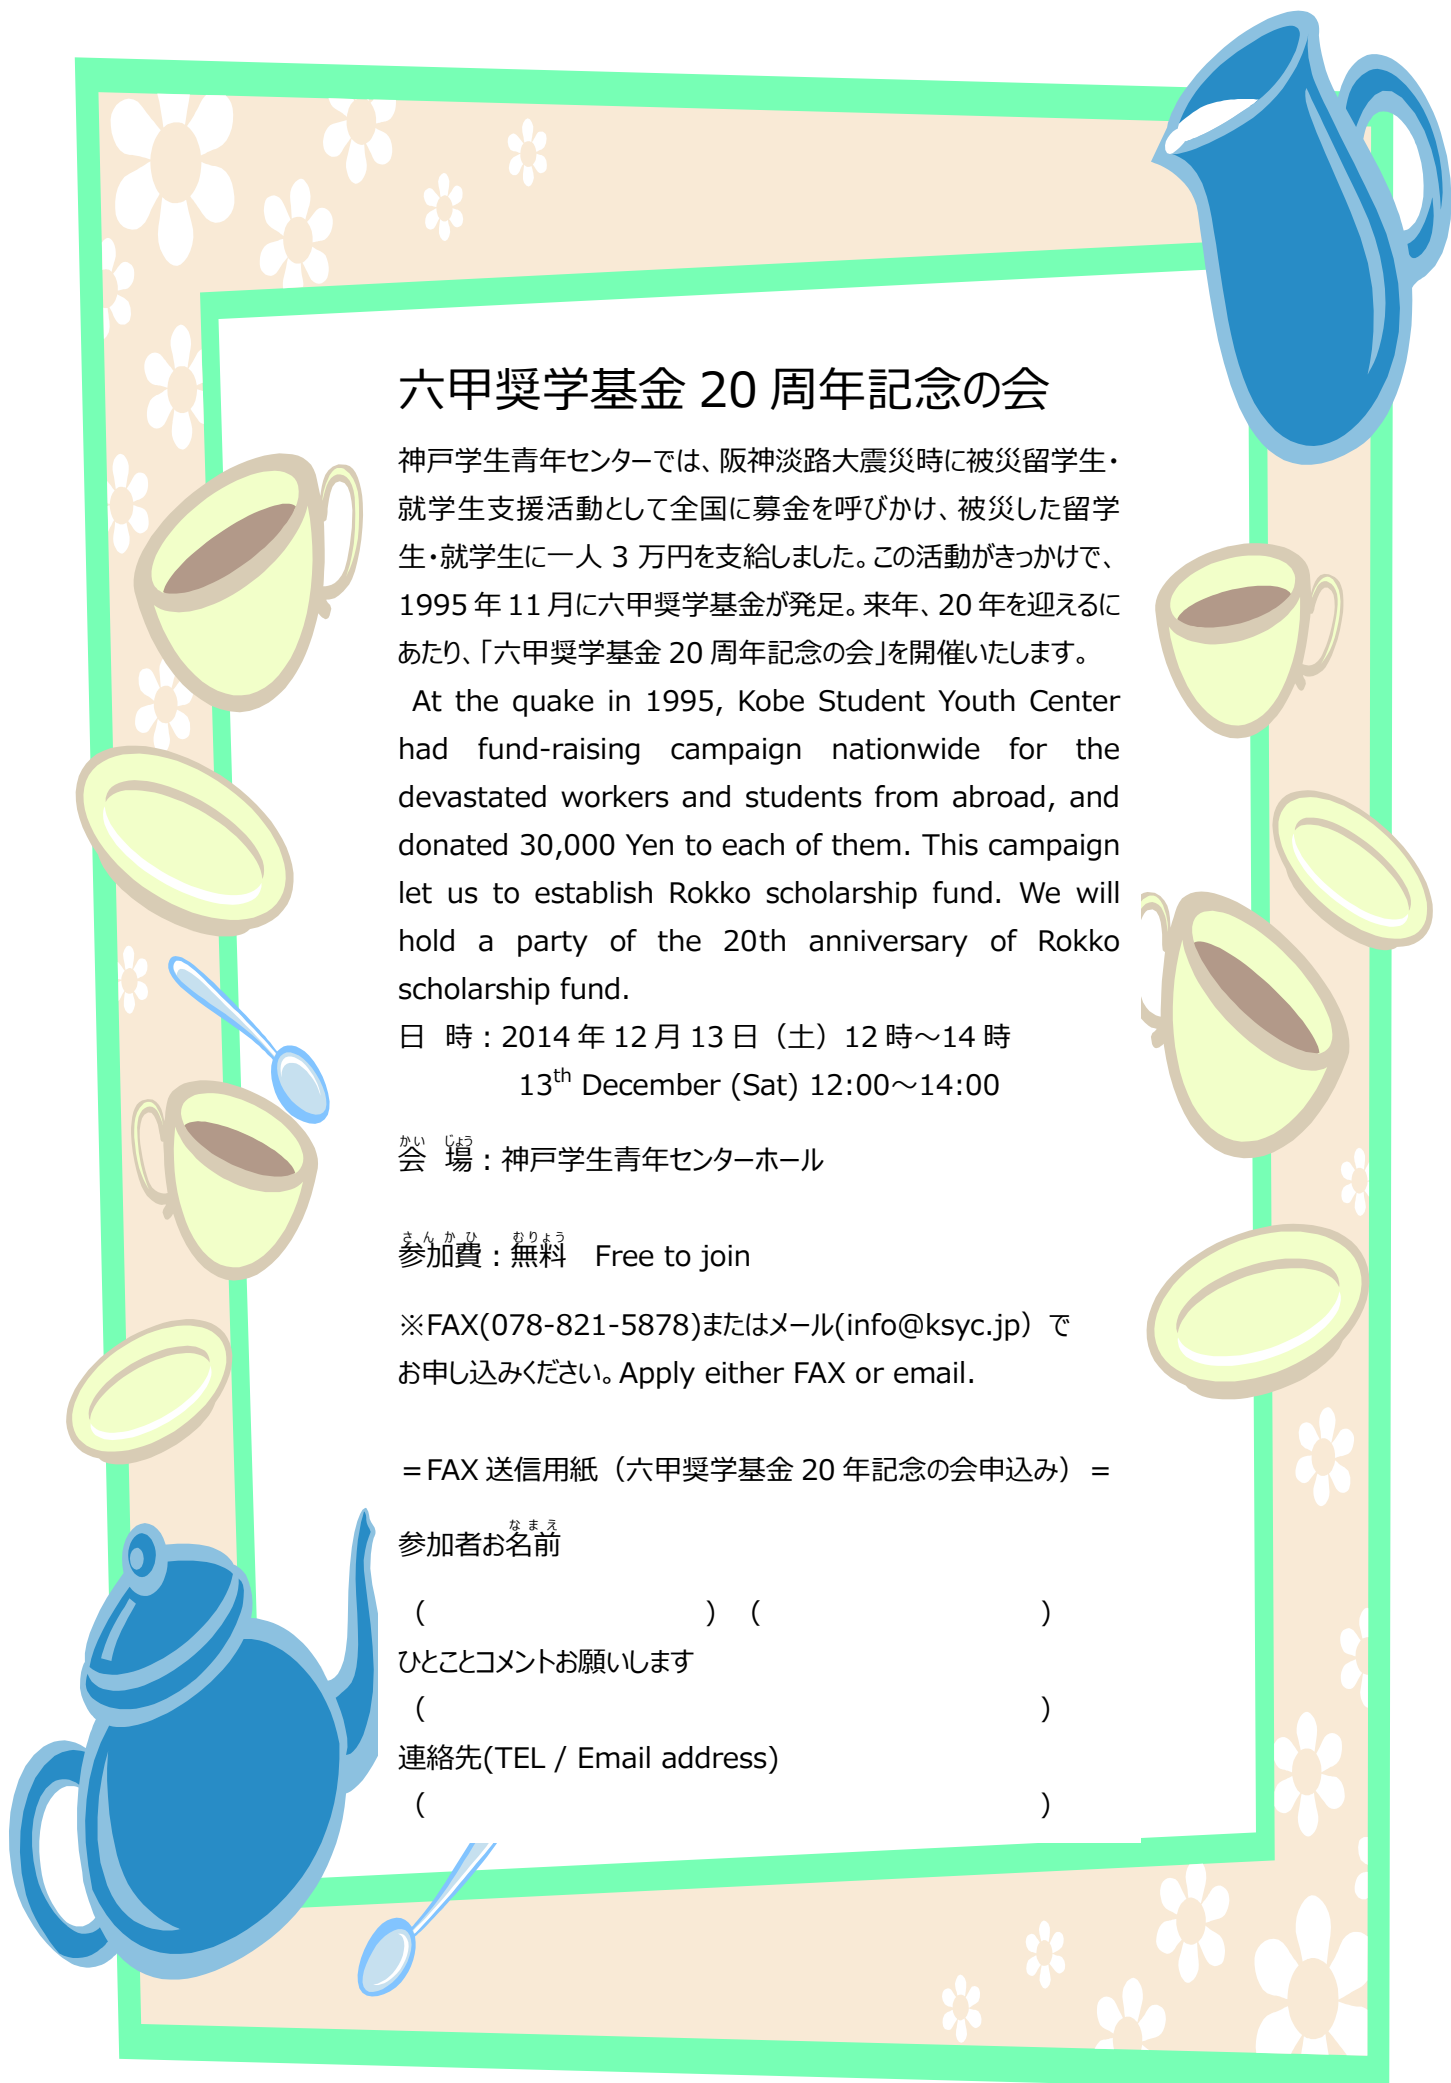 六甲奨学基金 20 周年記念の会
神戸学生青年センターでは、阪神淡路大震災時に被災留学生・
就学生支援活動として全国に募金を呼びかけ、被災した留学
生・就学生に一人 3 万円を支給しました。この活動がきっかけで、
1995 年 11 月に六甲奨学基金が発足。来年、20 年を迎えるに
あたり、「六甲奨学基金 20 周年記念の会」を開催いたします。
At the quake in 1995, Kobe Student Youth Center
had fund-raising campaign nationwide for the
devastated workers and students from abroad, and
donated 30,000 Yen to each of them. This campaign
let us to establish Rokko scholarship fund. We will
hold a party of the 20th anniversary of Rokko
scholarship fund.
日 時：2014 年 12 月 13 日（土）12 時～14 時
13th December (Sat) 12:00～14:00
かい じょう
会 場：神戸学生青年センターホール
さんかひ むりょう
参加費：無料 Free to join
※FAX(078-821-5878)またはメール(info@ksyc.jp）で
お申し込みください。Apply either FAX or email.
＝FAX 送信用紙（六甲奨学基金 20 年記念の会申込み）＝
なまえ
参加者お名前
（ ）（ ）
ひとことコメントお願いします
（ ）
連絡先(TEL / Email address)
（ ）